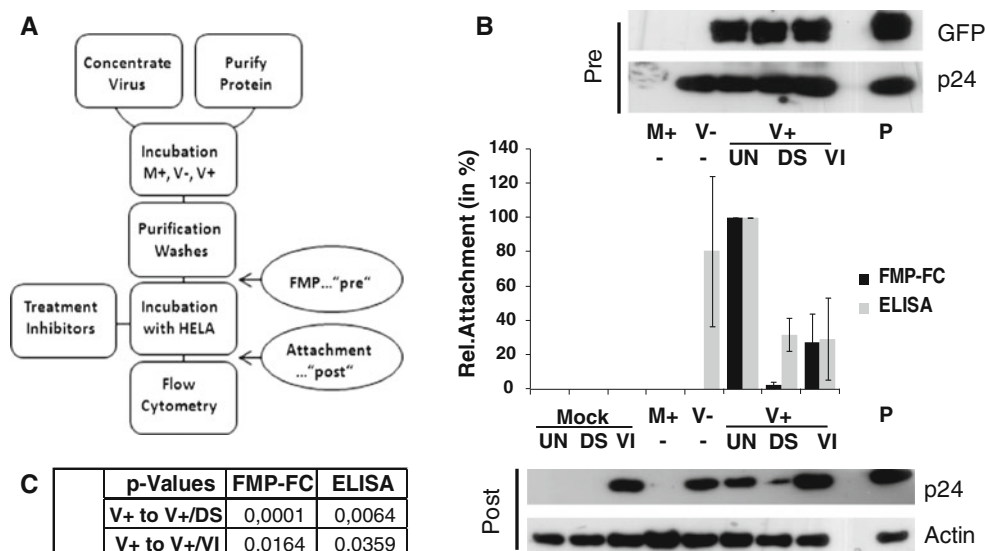 A
Concentrate
Virus
Purify
Protein
Incubation
M+, V-, V+
Purification
Washes
FMP..."pre"
Treatment
Inhibitors
Incubation
with HELA
Attachment
..."post"
Flow
Cytometry
B
Pre
GFP
p24
M+ V- V+ P
- - UN DS VI
Rel.Attachment (in %)
140
120
100
80
60
40
20
0
FMP-FC
ELISA
Mock M+ V- V+ P
UN DS VI - - UN DS VI
Post
p24
Actin
C
p-Values FMP-FC ELISA
V+ to V+/DS 0,0001 0,0064
V+ to V+/VI 0,0164 0,0359